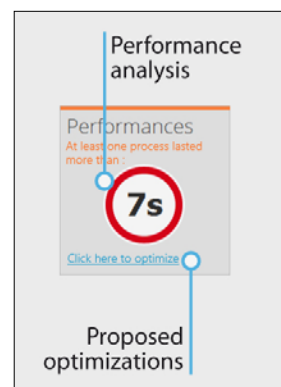 Performance
analysis
Performances
At least one process lasted
more than :
7s
Click here to optimize
Proposed
optimizations